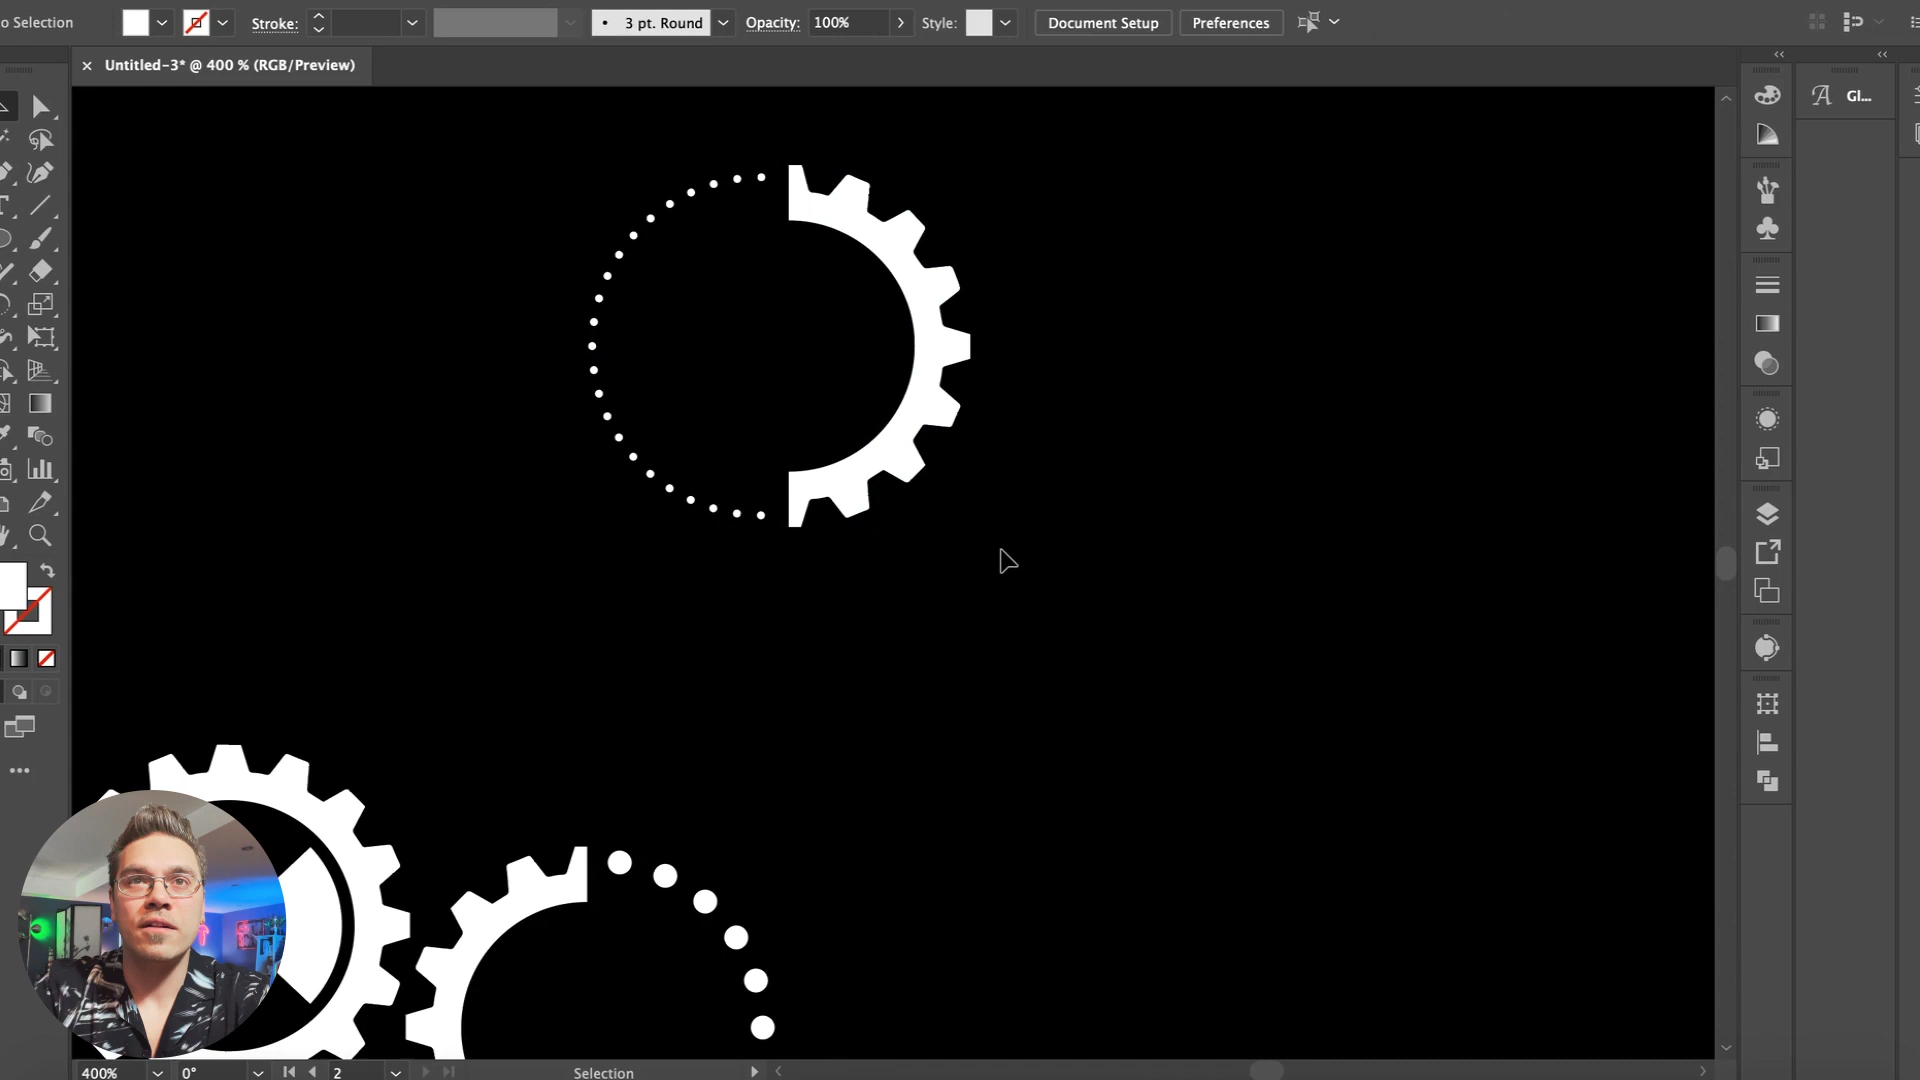 o Selection
Stroke:
3 pt. Round
Opacity: 100%
Style:
Document Setup
Preferences
Untitled-3* @ 400 % (RGB/Preview)
Gl...
400%
0°
2
Selection